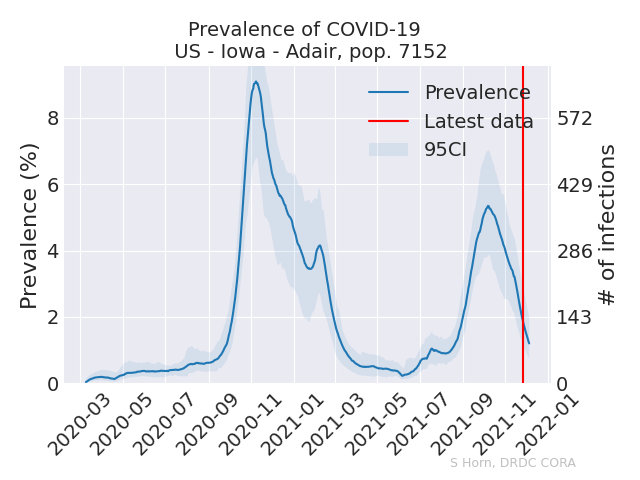 Prevalence of COVID-19
US - Iowa - Adair, pop. 7152
Prevalence (%)
8
6
4
2
0
Prevalence
Latest data
95CI
572
429
286
143
0
# of infections
2020-03
2020-05
2020-07
2020-09
2020-11
2021-01
2021-03
2021-05
2021-07
2021-09
2021-11
2022-01
S Horn, DRDC CORA